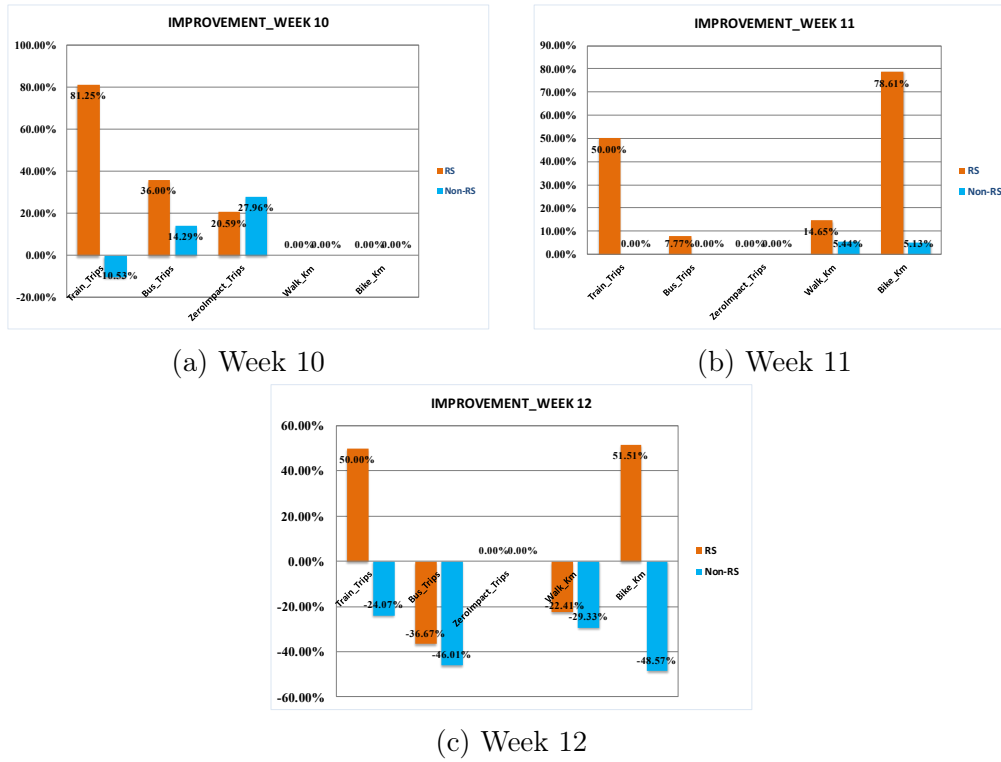 IMPROVEMENT_WEEK 10
100.00%
80.00%
60.00%
40.00%
20.00%
0.00%
-20.00%
81.25%
-10.53%
36.00%
14.29%
20.59%
27.96%
0.00%
0.00%
0.00%
0.00%
Train_Trips
Bus_Trips
ZeroImpact_Trips
Walk_Km
Bike_Km
RS
Non-RS
(a) Week 10
IMPROVEMENT_WEEK 11
90.00%
80.00%
70.00%
60.00%
50.00%
40.00%
30.00%
20.00%
10.00%
0.00%
50.00%
0.00%
7.77%
0.00%
0.00%
0.00%
14.65%
5.44%
78.61%
5.13%
Train_Trips
Bus_Trips
ZeroImpact_Trips
Walk_Km
Bike_Km
RS
Non-RS
(b) Week 11
IMPROVEMENT_WEEK 12
60.00%
40.00%
20.00%
0.00%
-20.00%
-40.00%
-60.00%
50.00%
-24.07%
-36.67%
-46.01%
0.00%
0.00%
-22.41%
-29.33%
51.51%
-48.57%
Train_Trips
Bus_Trips
ZeroImpact_Trips
Walk_Km
Bike_Km
RS
Non-RS
(c) Week 12